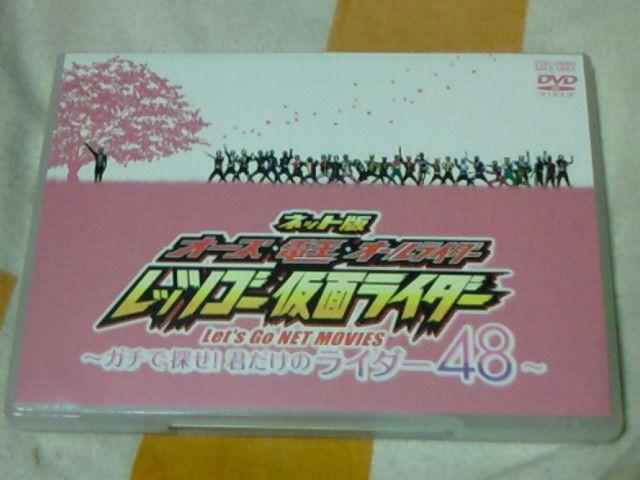 DVD
VIDEO
ネット版
オーズ・電王・オールライダー
レッツゴー仮面ライダー
Let's Go NET MOVIES
～ガチで探せ!君だけのライダー48～